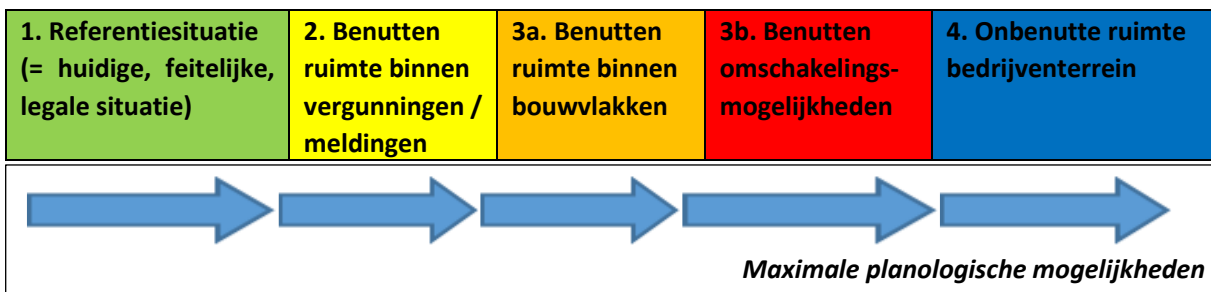 1. Referentiesituatie
(= huidige, feitelijke,
legale situatie)
2. Benutten
ruimte binnen
vergunningen /
meldingen
3a. Benutten
ruimte binnen
bouwvlakken
3b. Benutten
omschakelings-
mogelijkheden
4. Onbenutte ruimte
bedrijventerrein
Maximale planologische mogelijkheden